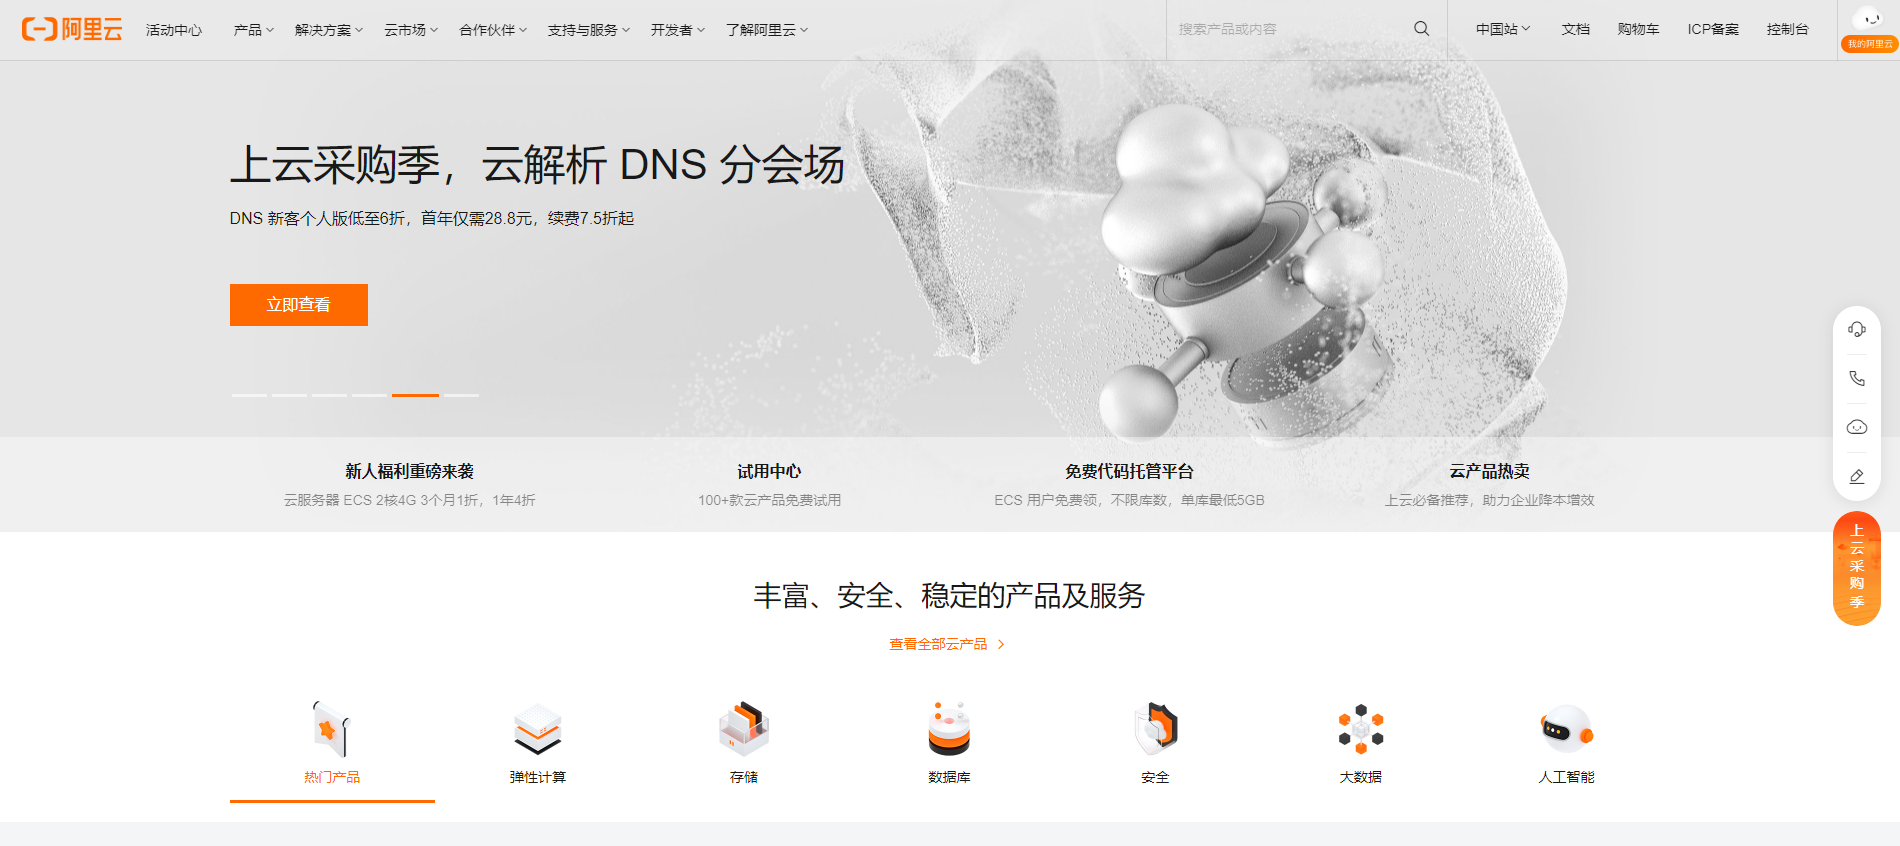 阿里云
活动中心
产品
解决方案
云市场
合作伙伴
支持与服务
开发者
了解阿里云
搜索产品或内容
中国站
文档
购物车
ICP备案
控制台
我的阿里云
上云采购季，云解析 DNS 分会场
DNS 新客个人版低至6折，首年仅需28.8元，续费7.5折起
立即查看
新人福利重磅来袭
云服务器 ECS 2核4G 3个月1折，1年4折
试用中心
100+款云产品免费试用
免费代码托管平台
ECS 用户免费领，不限库数，单库最低5GB
云产品热卖
上云必备推荐，助力企业降本增效
上云采购季
丰富、安全、稳定的产品及服务
查看全部云产品
热门产品
弹性计算
存储
数据库
安全
大数据
人工智能